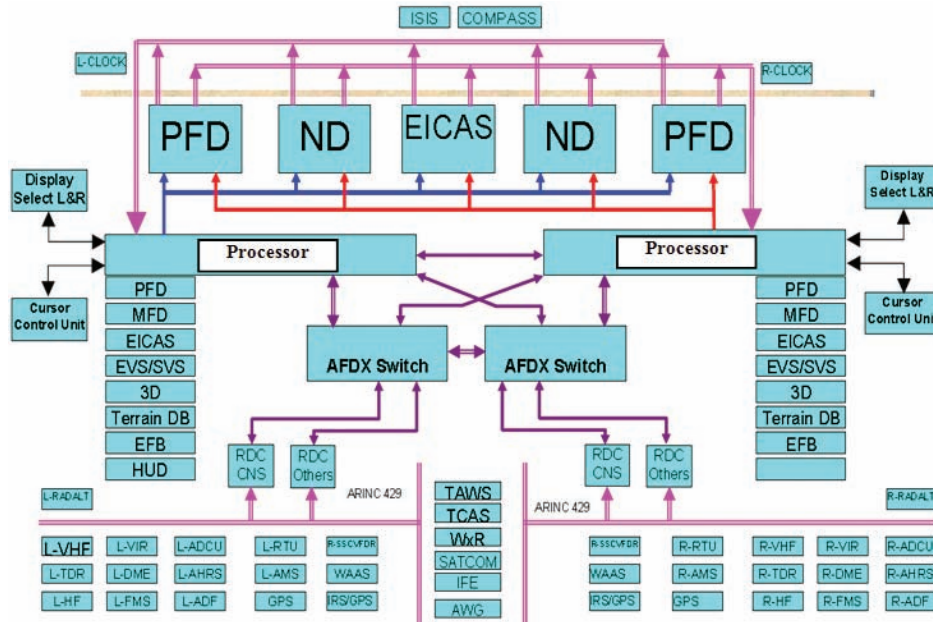 ISIS
COMPASS
L-CLOCK
R-CLOCK
PFD
ND
EICAS
ND
PFD
Display
Select L&R
Display
Select L&R
Processor
Processor
Cursor
Control Unit
Cursor
Control Unit
PFD
MFD
EICAS
EVS/SVS
3D
Terrain DB
EFB
HUD
PFD
MFD
EICAS
EVS/SVS
3D
Terrain DB
EFB
AFDX Switch
AFDX Switch
RDC
CNS
RDC
Others
RDC
CNS
RDC
Others
L-RADALT
ARINC 429
ARINC 429
R-RADALT
TAWS
TCAS
WxR
SATCOM
IFE
AWG
L-VHF
L-VIR
L-ADCU
L-RTU
R-SSCVFDR
L-TDR
L-DME
L-AHRS
L-AMS
WAAS
L-HF
L-FMS
L-ADF
GPS
IRS/GPS
R-SSCVFDR
R-RTU
R-VHF
R-VIR
R-ADCU
WAAS
R-AMS
R-TDR
R-DME
R-AHRS
IRS/GPS
GPS
R-HF
R-FMS
R-ADF